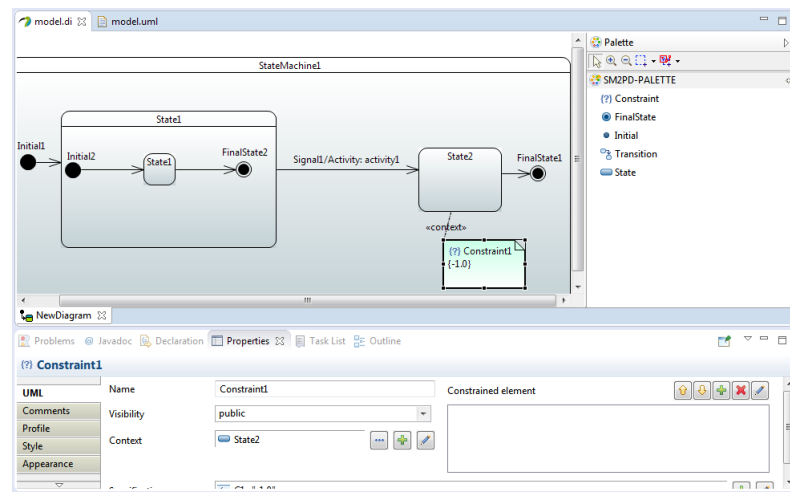 model.di
model.uml
StateMachine1
State1
Initial1
Initial2
State1
FinalState2
Signal1/Activity: activity1
State2
FinalState1
«context»
{?} Constraint1
{-1.0}
Palette
SM2PD-PALETTE
{?} Constraint
FinalState
Initial
Transition
State
NewDiagram
Problems @ Javadoc Declaration Properties Task List Outline
{?} Constraint1
UML
Comments
Profile
Style
Appearance
Name Constraint1
Visibility public
Context State2
Constrained element